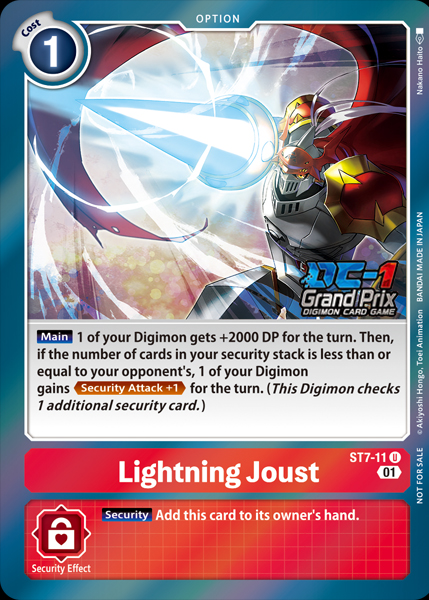 OPTION
Cost
1
Nakano Haito
DC-1
Grand Prix
DIGIMON CARD GAME
Main 1 of your Digimon gets +2000 DP for the turn. Then,
if the number of cards in your security stack is less than or
equal to your opponent's, 1 of your Digimon
gains Security Attack +1 for the turn. (This Digimon checks
1 additional security card.)
©Akiyoshi Hongo, Toei Animation BANDAI MADE IN JAPAN
NOT FOR SALE
ST7-11 U
Lightning Joust
01
Security Add this card to its owner's hand.
Security Effect